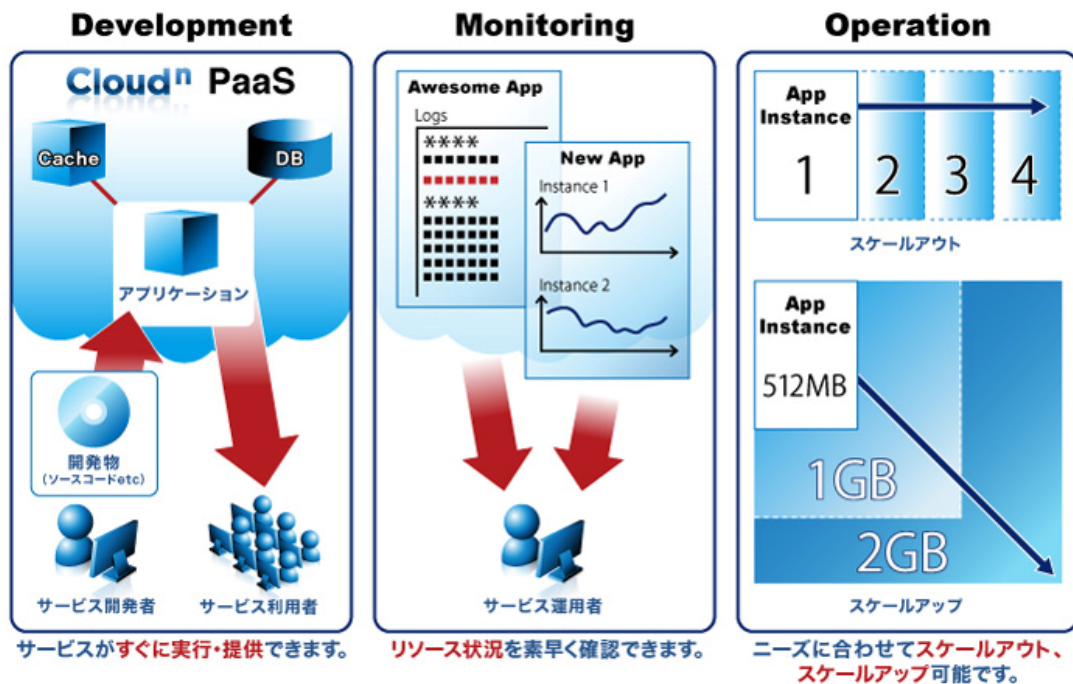 Development
Cloudn PaaS
Cache
DB
アプリケーション
開発物
(ソースコードetc)
サービス開発者
サービス利用者
サービスがすぐに実行・提供できます。
Monitoring
Awesome App
Logs
****
****
New App
Instance 1
Instance 2
サービス運用者
リソース状況を素早く確認できます。
Operation
App
Instance
1
2
3
4
スケールアウト
App
Instance
512MB
1GB
2GB
スケールアップ
ニーズに合わせてスケールアウト、
スケールアップ可能です。